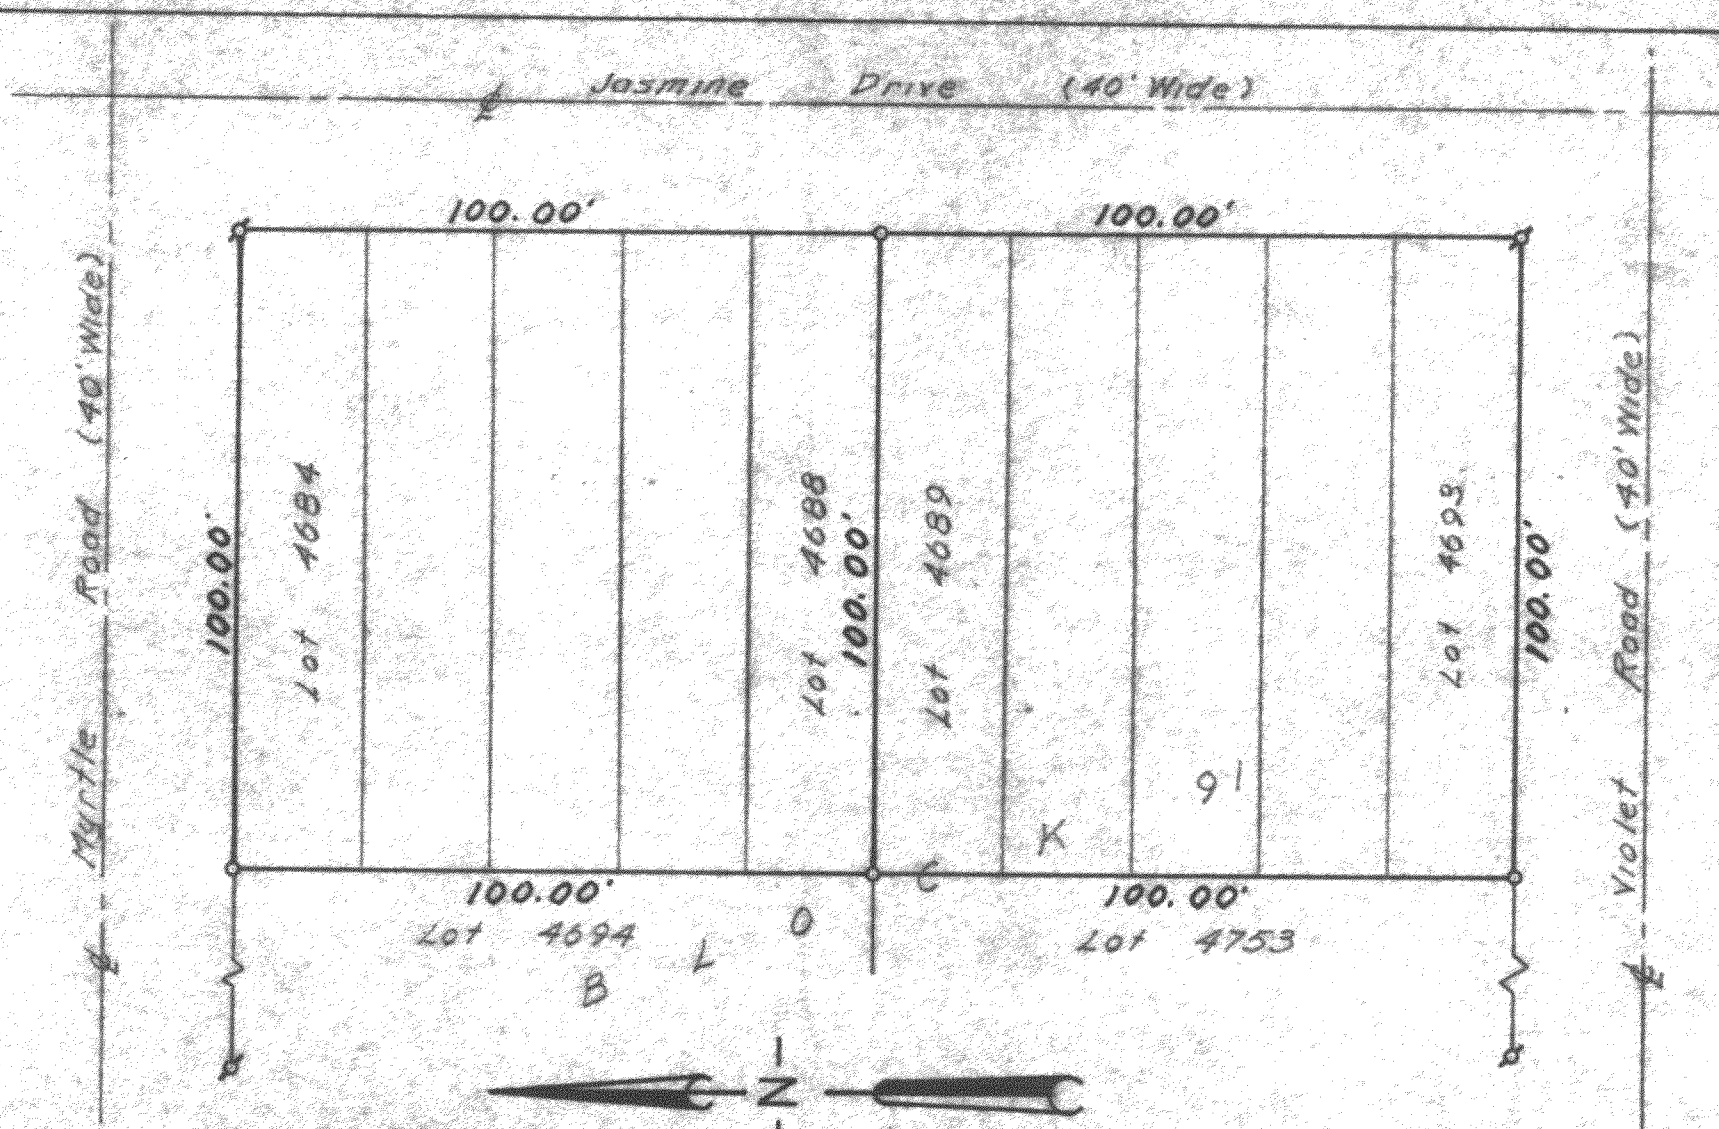 ℄ Jasmine Drive (40' Wide)
100.00'
100.00'
℄ Myrtle Road (40' Wide)
100.00'
Lot 4684
Lot 4688
100.00'
Lot 4689
Lot 4693
100.00'
℄ Violet Road (40' Wide)
100.00'
100.00'
Lot 4694
Lot 4753
BLOCK 91
N